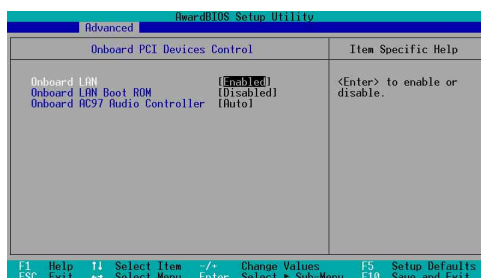 AwardBIOS Setup Utility
Advanced
Onboard PCI Devices Control
Item Specific Help
Onboard LAN [Enabled]
Onboard LAN Boot ROM [Disabled]
Onboard AC97 Audio Controller [Auto]
<Enter> to enable or
disable.
F1 Help ↑↓ Select Item -/+ Change Values F5 Setup Defaults
ESC Exit ←→ Select Menu Enter Select ▸ Sub-Menu F10 Save and Exit